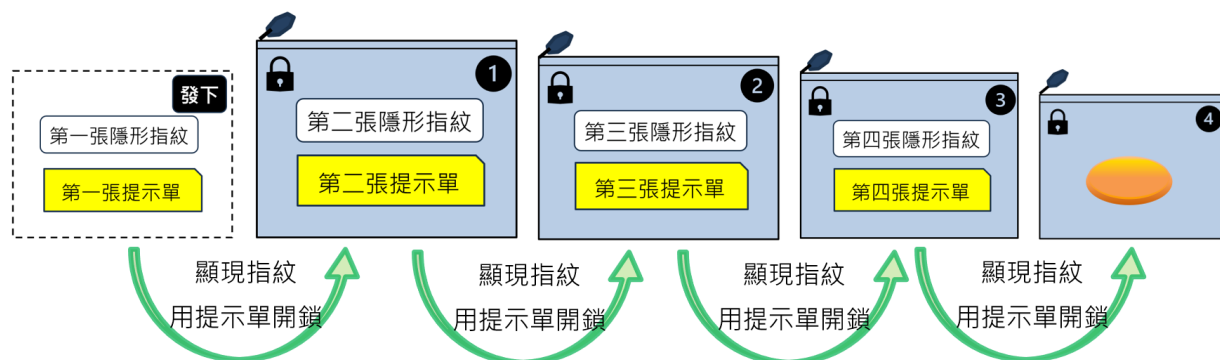 發下
第一張隱形指紋
第一張提示單
1
第二張隱形指紋
第二張提示單
2
第三張隱形指紋
第三張提示單
3
第四張隱形指紋
第四張提示單
4
顯現指紋
用提示單開鎖
顯現指紋
用提示單開鎖
顯現指紋
用提示單開鎖
顯現指紋
用提示單開鎖